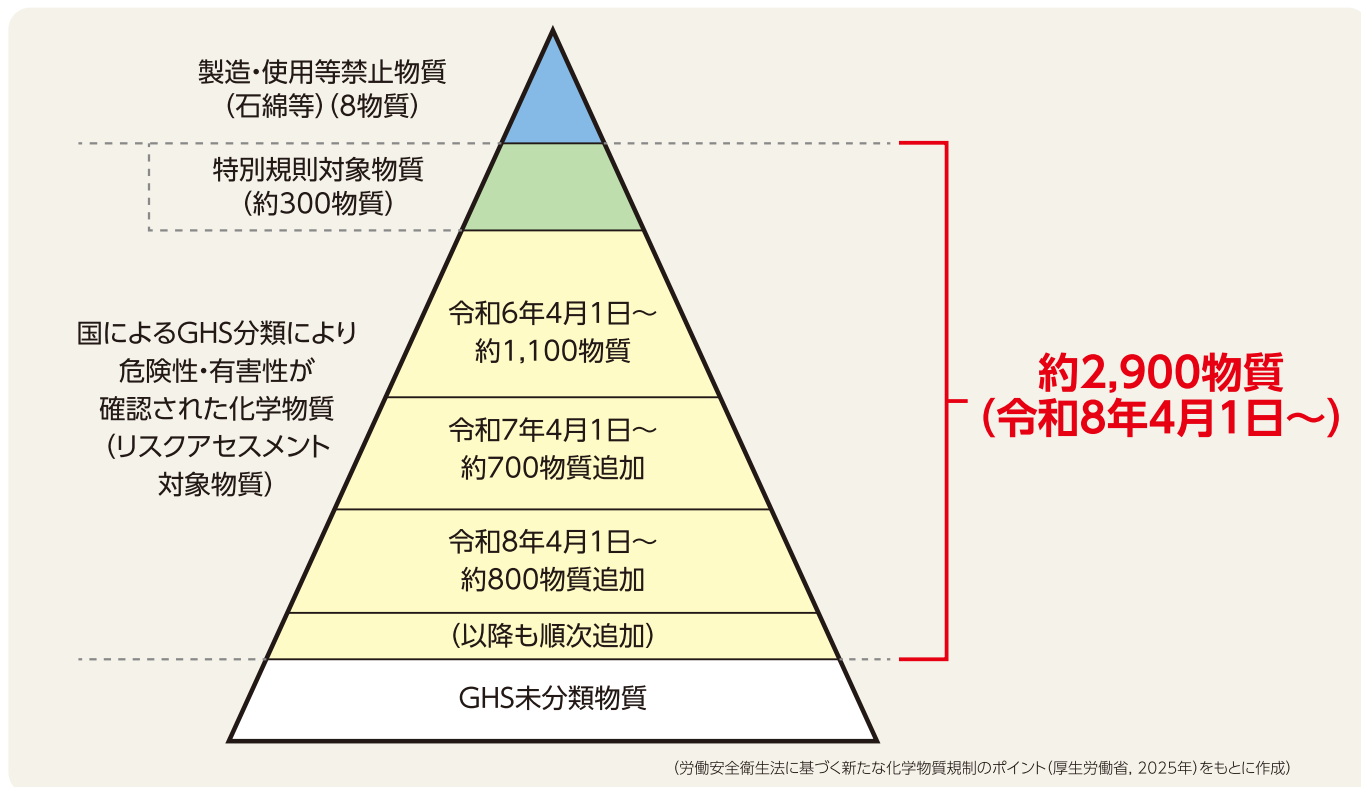 製造・使用等禁止物質
（石綿等）（8物質）
特別規則対象物質
（約300物質）
国によるGHS分類により
危険性・有害性が
確認された化学物質
（リスクアセスメント
対象物質）
令和6年4月1日～
約1,100物質
令和7年4月1日～
約700物質追加
令和8年4月1日～
約800物質追加
（以降も順次追加）
GHS未分類物質
約2,900物質
（令和8年4月1日～）
（労働安全衛生法に基づく新たな化学物質規制のポイント（厚生労働省, 2025年）をもとに作成）